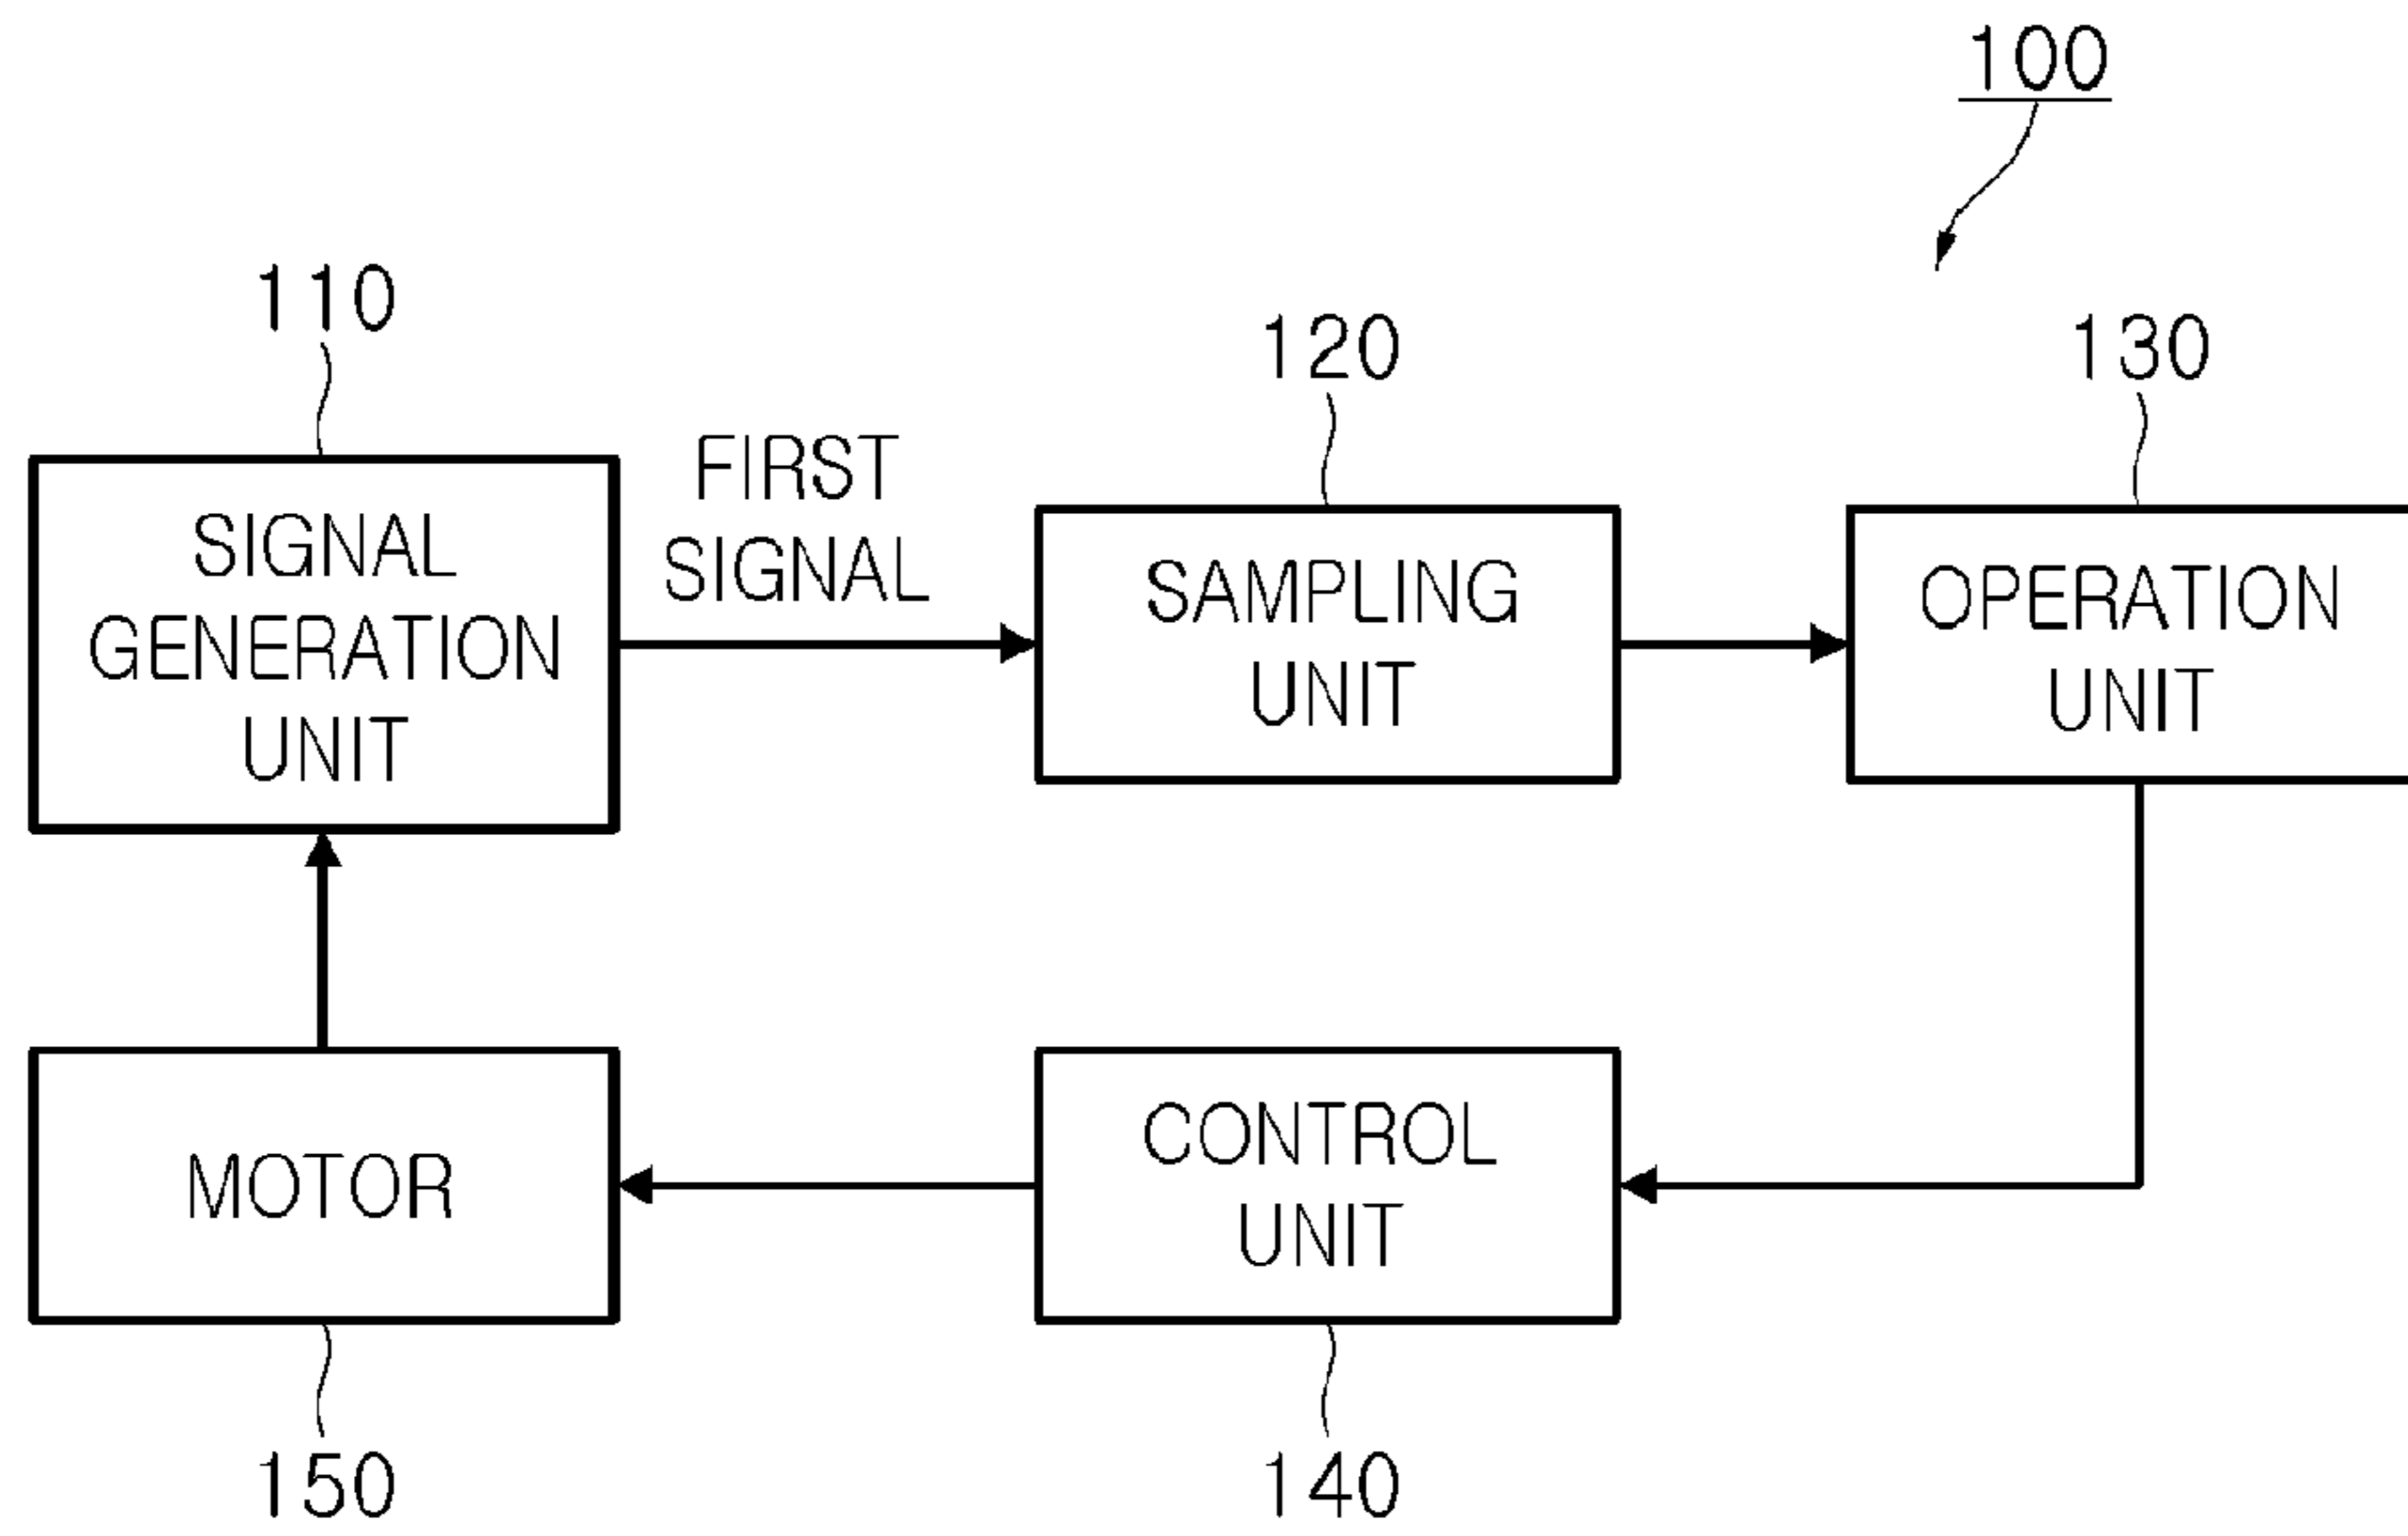 100
110
120
130
FIRST
SIGNAL
SIGNAL
GENERATION
UNIT
SAMPLING
UNIT
OPERATION
UNIT
MOTOR
CONTROL
UNIT
150
140